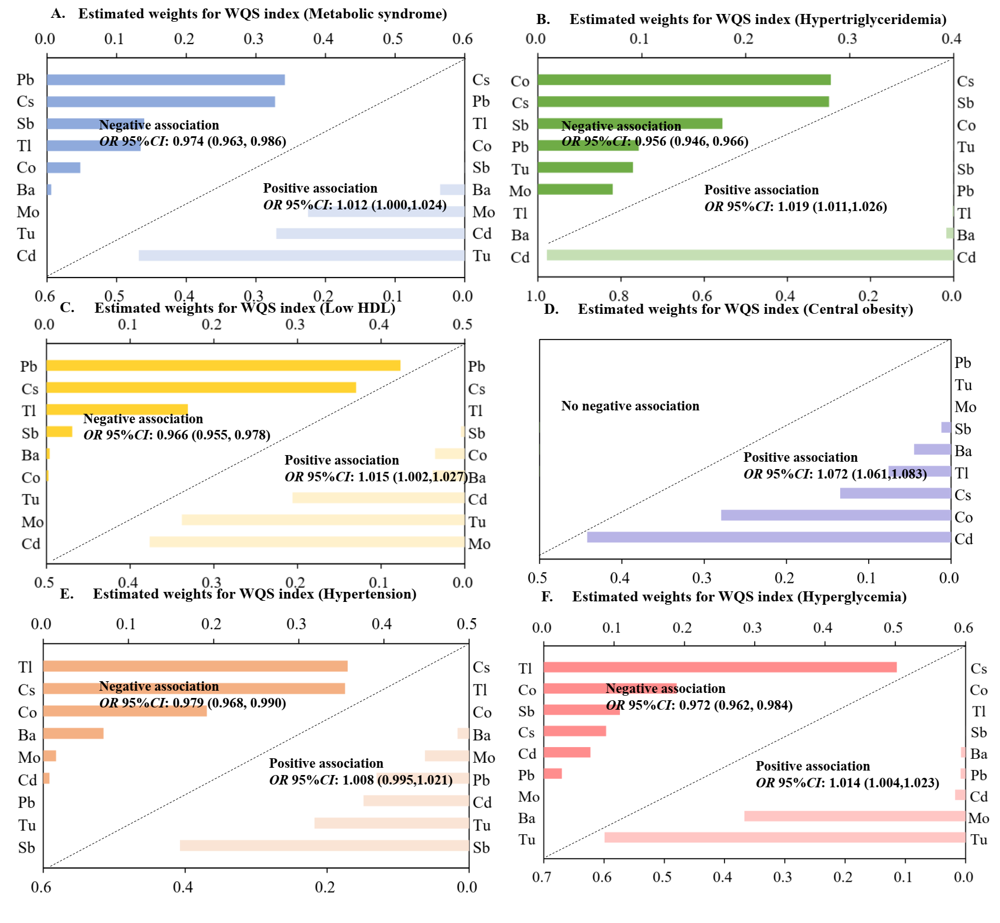 A. Estimated weights for WQS index (Metabolic syndrome)
0.0 0.1 0.2 0.3 0.4 0.5 0.6
Pb Cs
Cs Pb
Sb Tl
Negative association
OR 95%CI: 0.974 (0.963, 0.986)
Tl Co
Co Sb
Ba Ba
Positive association
OR 95%CI: 1.012 (1.000,1.024)
Mo Mo
Tu Cd
Cd Tu
0.6 0.5 0.4 0.3 0.2 0.1 0.0
B. Estimated weights for WQS index (Hypertriglyceridemia)
0.0 0.1 0.2 0.3 0.4
Co Cs
Cs Sb
Sb Co
Negative association
OR 95%CI: 0.956 (0.946, 0.966)
Pb Tu
Tu Sb
Mo Pb
Positive association
OR 95%CI: 1.019 (1.011,1.026)
Tl Tl
Ba Ba
Cd Cd
1.0 0.8 0.6 0.4 0.2 0.0
C. Estimated weights for WQS index (Low HDL)
0.0 0.1 0.2 0.3 0.4 0.5
Pb Pb
Cs Cs
Tl Tl
Negative association
OR 95%CI: 0.966 (0.955, 0.978)
Sb Sb
Ba Co
Positive association
OR 95%CI: 1.015 (1.002,1.027)
Co Ba
Tu Cd
Mo Tu
Cd Mo
0.5 0.4 0.3 0.2 0.1 0.0
D. Estimated weights for WQS index (Central obesity)
Pb
Tu
No negative association
Mo
Sb
Ba
Positive association
OR 95%CI: 1.072 (1.061,1.083)
Tl
Cs
Co
Cd
0.5 0.4 0.3 0.2 0.1 0.0
E. Estimated weights for WQS index (Hypertension)
0.0 0.1 0.2 0.3 0.4 0.5
Tl Cs
Negative association
Cs Tl
OR 95%CI: 0.979 (0.968, 0.990)
Co Co
Ba Ba
Mo Mo
Positive association
OR 95%CI: 1.008 (0.995,1.021)
Cd Pb
Pb Cd
Tu Tu
Sb Sb
0.6 0.4 0.2 0.0
F. Estimated weights for WQS index (Hyperglycemia)
0.0 0.1 0.2 0.3 0.4 0.5 0.6
Tl Cs
Co Co
Negative association
OR 95%CI: 0.972 (0.962, 0.984)
Sb Tl
Cs Sb
Cd Ba
Positive association
OR 95%CI: 1.014 (1.004,1.023)
Pb Pb
Mo Cd
Ba Mo
Tu Tu
0.7 0.6 0.5 0.4 0.3 0.2 0.1 0.0